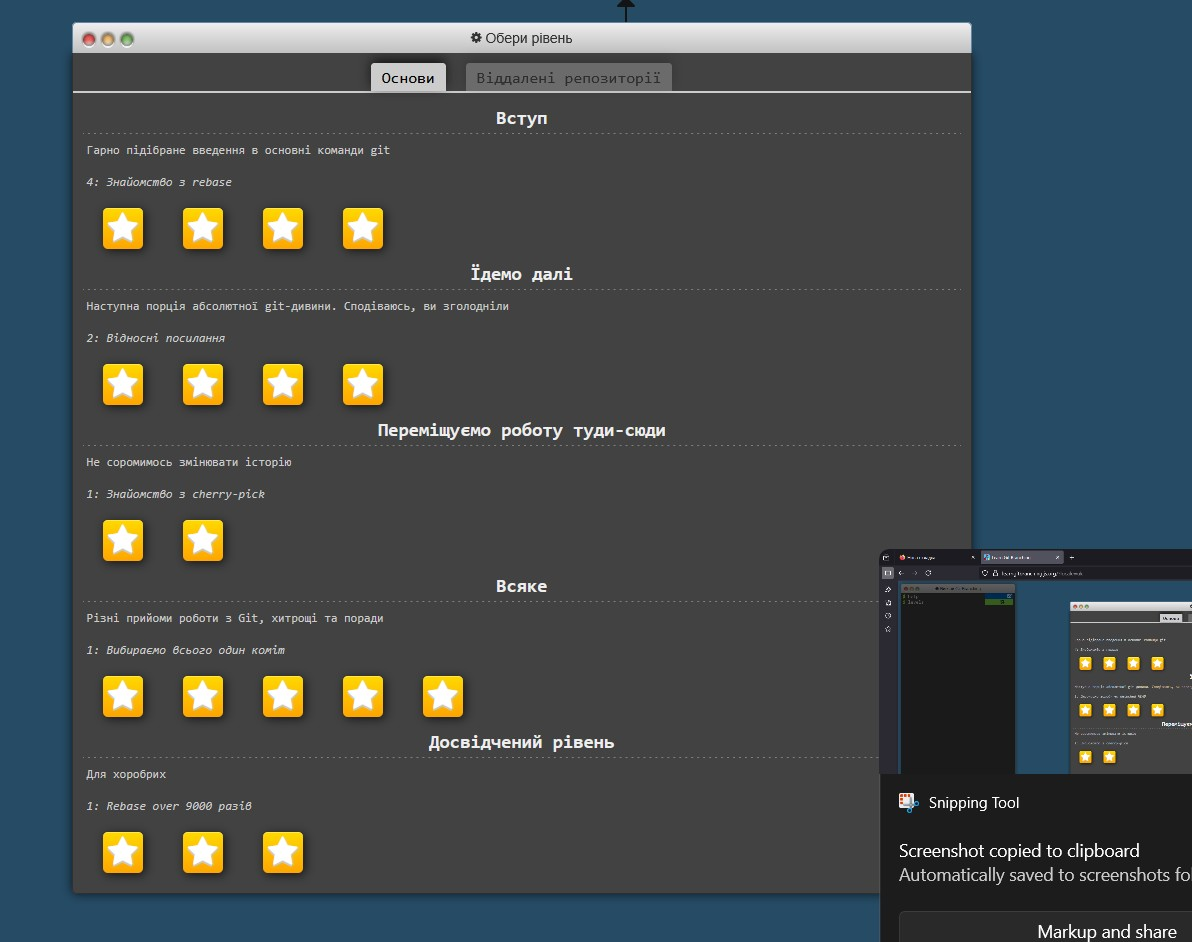 Обери рівень
Основи
Віддалені репозиторії
Вступ
Гарно підібране введення в основні команди git
4: Знайомство з rebase
Їдемо далі
Наступна порція абсолютної git-дивини. Сподіваюсь, ви зголодніли
2: Відносні посилання
Переміщуємо роботу туди-сюди
Не соромимось змінювати історію
1: Знайомство з cherry-pick
Всяке
Різні прийоми роботи з Git, хитрощі та поради
1: Вибираємо всього один коміт
Досвідчений рівень
Для хоробрих
1: Rebase over 9000 разів
Основи
Snipping Tool
Screenshot copied to clipboard
Automatically saved to screenshots fol
Markup and share